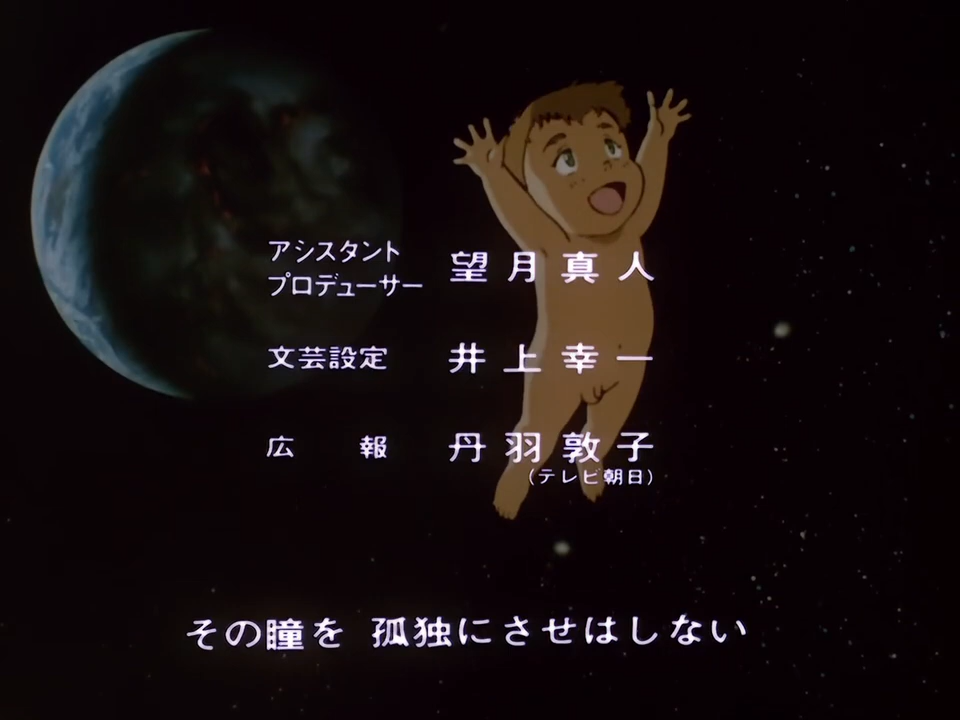 アシスタント
プロデューサー 望月真人
文芸設定 井上幸一
広報 丹羽敦子
(テレビ朝日)
その瞳を 孤独にさせはしない